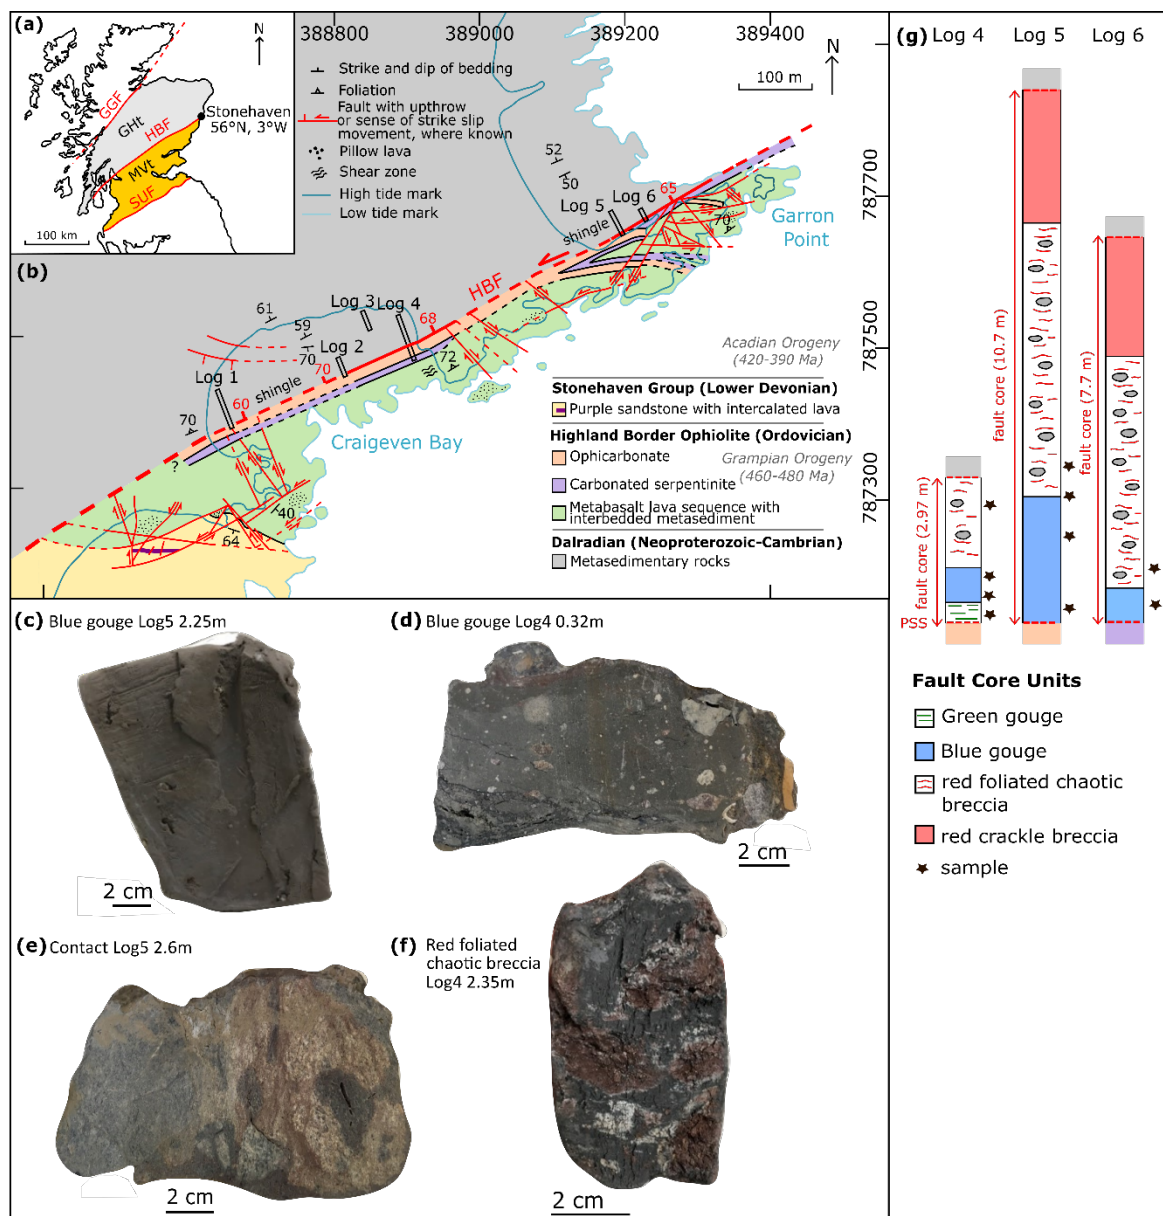 (a)
N
GGF
GHt
HBF
Stonehaven
56°N, 3°W
MVt
SUF
100 km
(b)
388800
389000
389200
389400
N
100 m
Strike and dip of bedding
Foliation
Fault with upthrow
or sense of strike slip
movement, where known
Pillow lava
Shear zone
High tide mark
Low tide mark
52
50
Log 5
Log 6
65
shingle
70
Garron
Point
787700
HBF
61
59
Log 3
Log 4
68
70
Log 2
70
72
Log 1
shingle
60
70
?
Craigeven Bay
40
64
787500
787300
Acadian Orogeny
(420-390 Ma)
Stonehaven Group (Lower Devonian)
Purple sandstone with intercalated lava
Highland Border Ophiolite (Ordovician)
Ophicarbonate
Grampian Orogeny
(460-480 Ma)
Carbonated serpentinite
Metabasalt lava sequence with
interbedded metasediment
Dalradian (Neoproterozoic-Cambrian)
Metasedimentary rocks
(c) Blue gouge Log5 2.25m
2 cm
(d) Blue gouge Log4 0.32m
2 cm
(e) Contact Log5 2.6m
2 cm
(f) Red foliated
chaotic breccia
Log4 2.35m
2 cm
(g) Log 4 Log 5 Log 6
fault core (2.97 m)
fault core (10.7 m)
fault core (7.7 m)
PSS
Fault Core Units
Green gouge
Blue gouge
red foliated chaotic
breccia
red crackle breccia
sample